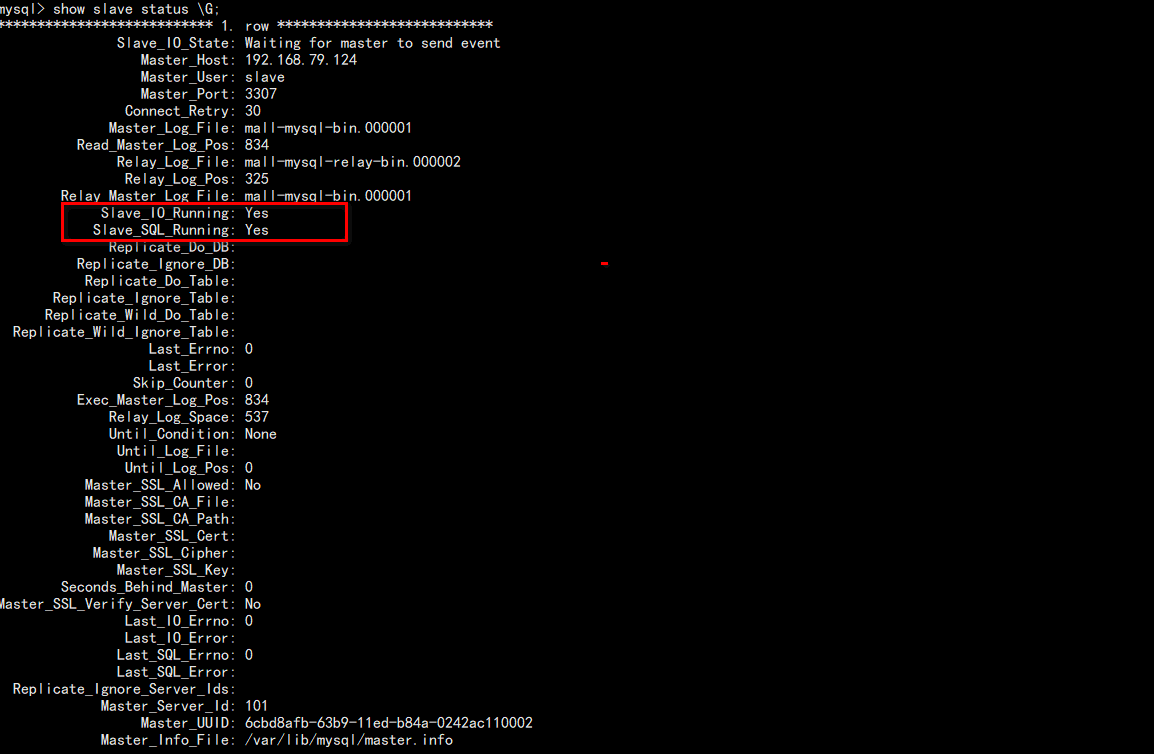 mysql> show slave status \G;
*************************** 1. row ***************************
Slave_IO_State: Waiting for master to send event
Master_Host: 192.168.79.124
Master_User: slave
Master_Port: 3307
Connect_Retry: 30
Master_Log_File: mall-mysql-bin.000001
Read_Master_Log_Pos: 834
Relay_Log_File: mall-mysql-relay-bin.000002
Relay_Log_Pos: 325
Relay_Master_Log_File: mall-mysql-bin.000001
Slave_IO_Running: Yes
Slave_SQL_Running: Yes
Replicate_Do_DB:
Replicate_Ignore_DB:
Replicate_Do_Table:
Replicate_Ignore_Table:
Replicate_Wild_Do_Table:
Replicate_Wild_Ignore_Table:
Last_Errno: 0
Last_Error:
Skip_Counter: 0
Exec_Master_Log_Pos: 834
Relay_Log_Space: 537
Until_Condition: None
Until_Log_File:
Until_Log_Pos: 0
Master_SSL_Allowed: No
Master_SSL_CA_File:
Master_SSL_CA_Path:
Master_SSL_Cert:
Master_SSL_Cipher:
Master_SSL_Key:
Seconds_Behind_Master: 0
Master_SSL_Verify_Server_Cert: No
Last_IO_Errno: 0
Last_IO_Error:
Last_SQL_Errno: 0
Last_SQL_Error:
Replicate_Ignore_Server_Ids:
Master_Server_Id: 101
Master_UUID: 6cbd8afb-63b9-11ed-b84a-0242ac110002
Master_Info_File: /var/lib/mysql/master.info